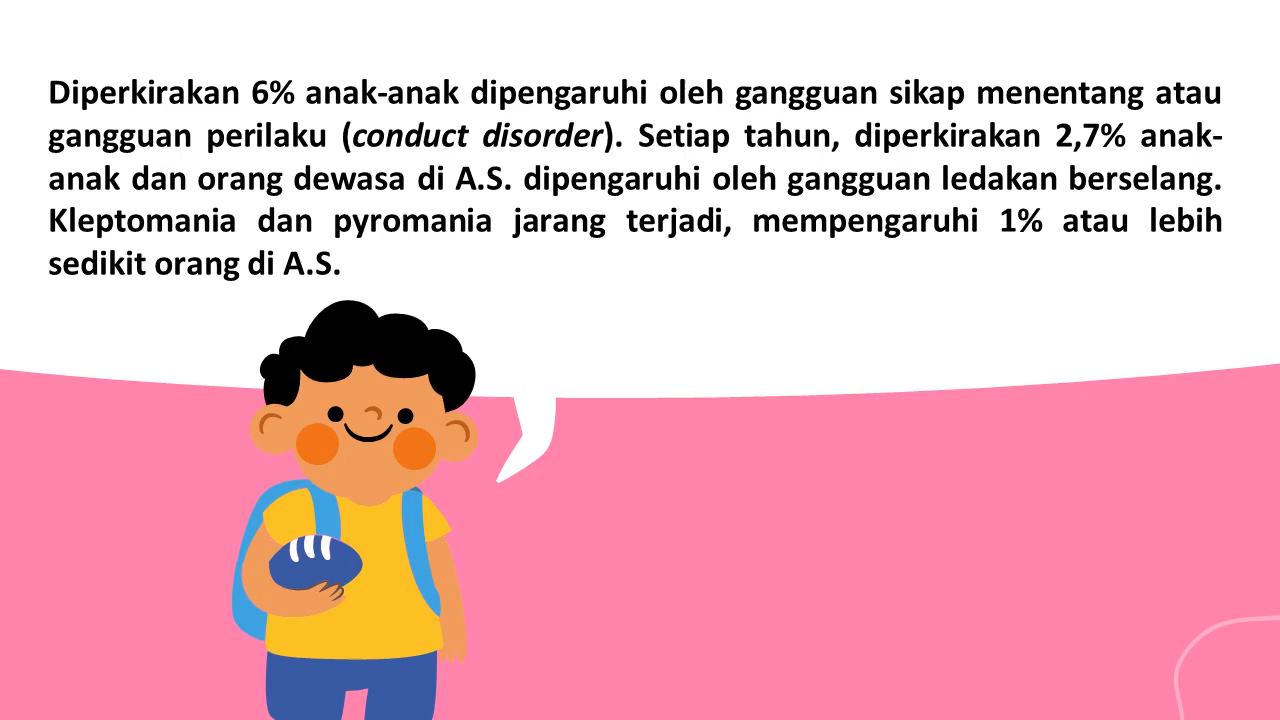 Diperkirakan 6% anak-anak dipengaruhi oleh gangguan sikap menentang atau
gangguan perilaku (conduct disorder). Setiap tahun, diperkirakan 2,7% anak-
anak dan orang dewasa di A.S. dipengaruhi oleh gangguan ledakan berselang.
Kleptomania dan pyromania jarang terjadi, mempengaruhi 1% atau lebih
sedikit orang di A.S.